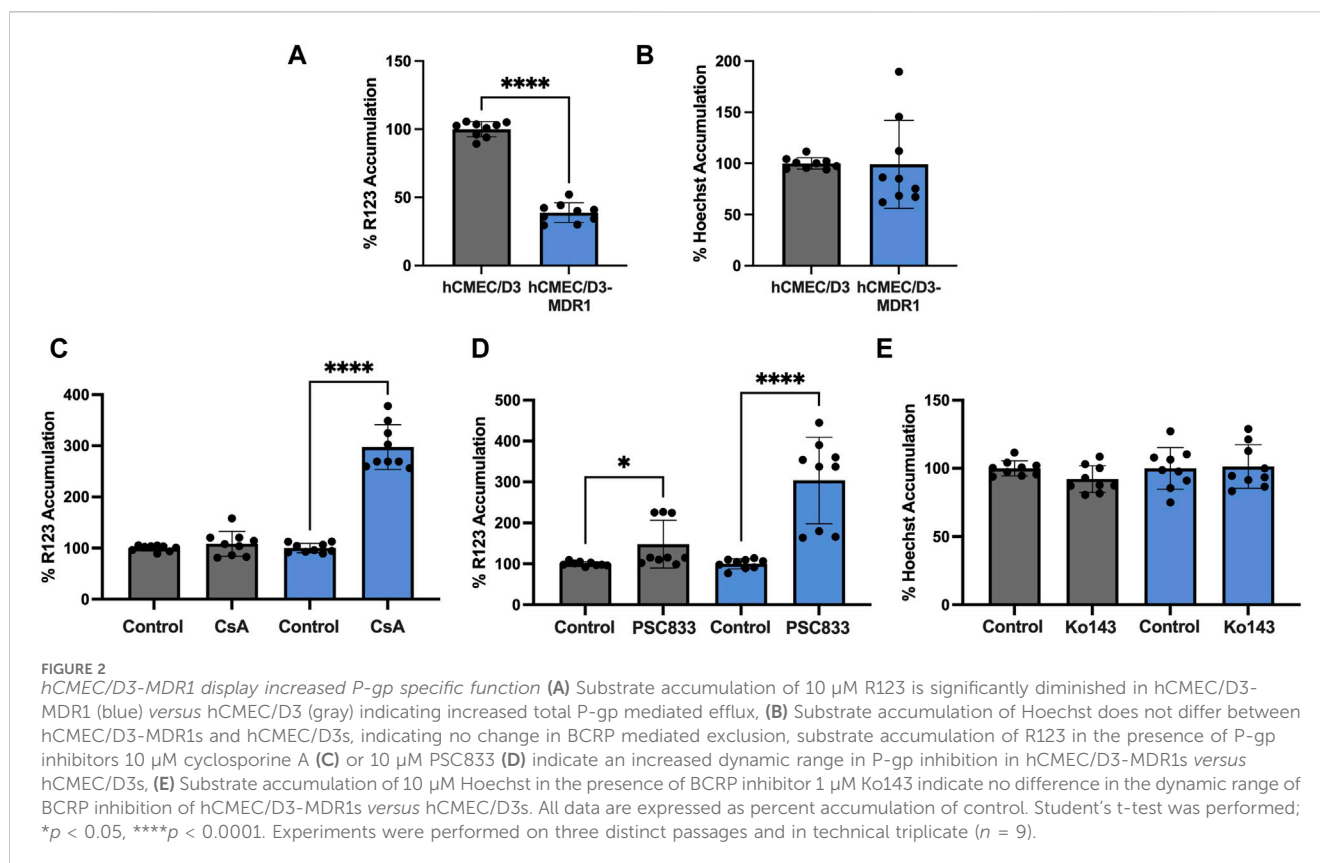 A
% R123 Accumulation
150
100
50
0
****
hCMEC/D3
hCMEC/D3-
MDR1
B
% Hoechst Accumulation
200
150
100
50
0
hCMEC/D3
hCMEC/D3-
MDR1
C
% R123 Accumulation
400
300
200
100
0
****
Control
CsA
Control
CsA
D
% R123 Accumulation
500
400
300
200
100
0
*
****
Control
PSC833
Control
PSC833
E
% Hoechst Accumulation
150
100
50
0
Control
Ko143
Control
Ko143
FIGURE 2
hCMEC/D3-MDR1 display increased P-gp specific function (A) Substrate accumulation of 10 µM R123 is significantly diminished in hCMEC/D3-
MDR1 (blue) versus hCMEC/D3 (gray) indicating increased total P-gp mediated efflux, (B) Substrate accumulation of Hoechst does not differ between
hCMEC/D3-MDR1s and hCMEC/D3s, indicating no change in BCRP mediated exclusion, substrate accumulation of R123 in the presence of P-gp
inhibitors 10 µM cyclosporine A (C) or 10 µM PSC833 (D) indicate an increased dynamic range in P-gp inhibition in hCMEC/D3-MDR1s versus
hCMEC/D3s, (E) Substrate accumulation of 10 µM Hoechst in the presence of BCRP inhibitor 1 µM Ko143 indicate no difference in the dynamic range of
BCRP inhibition of hCMEC/D3-MDR1s versus hCMEC/D3s. All data are expressed as percent accumulation of control. Student's t-test was performed;
*p < 0.05, ****p < 0.0001. Experiments were performed on three distinct passages and in technical triplicate (n = 9).